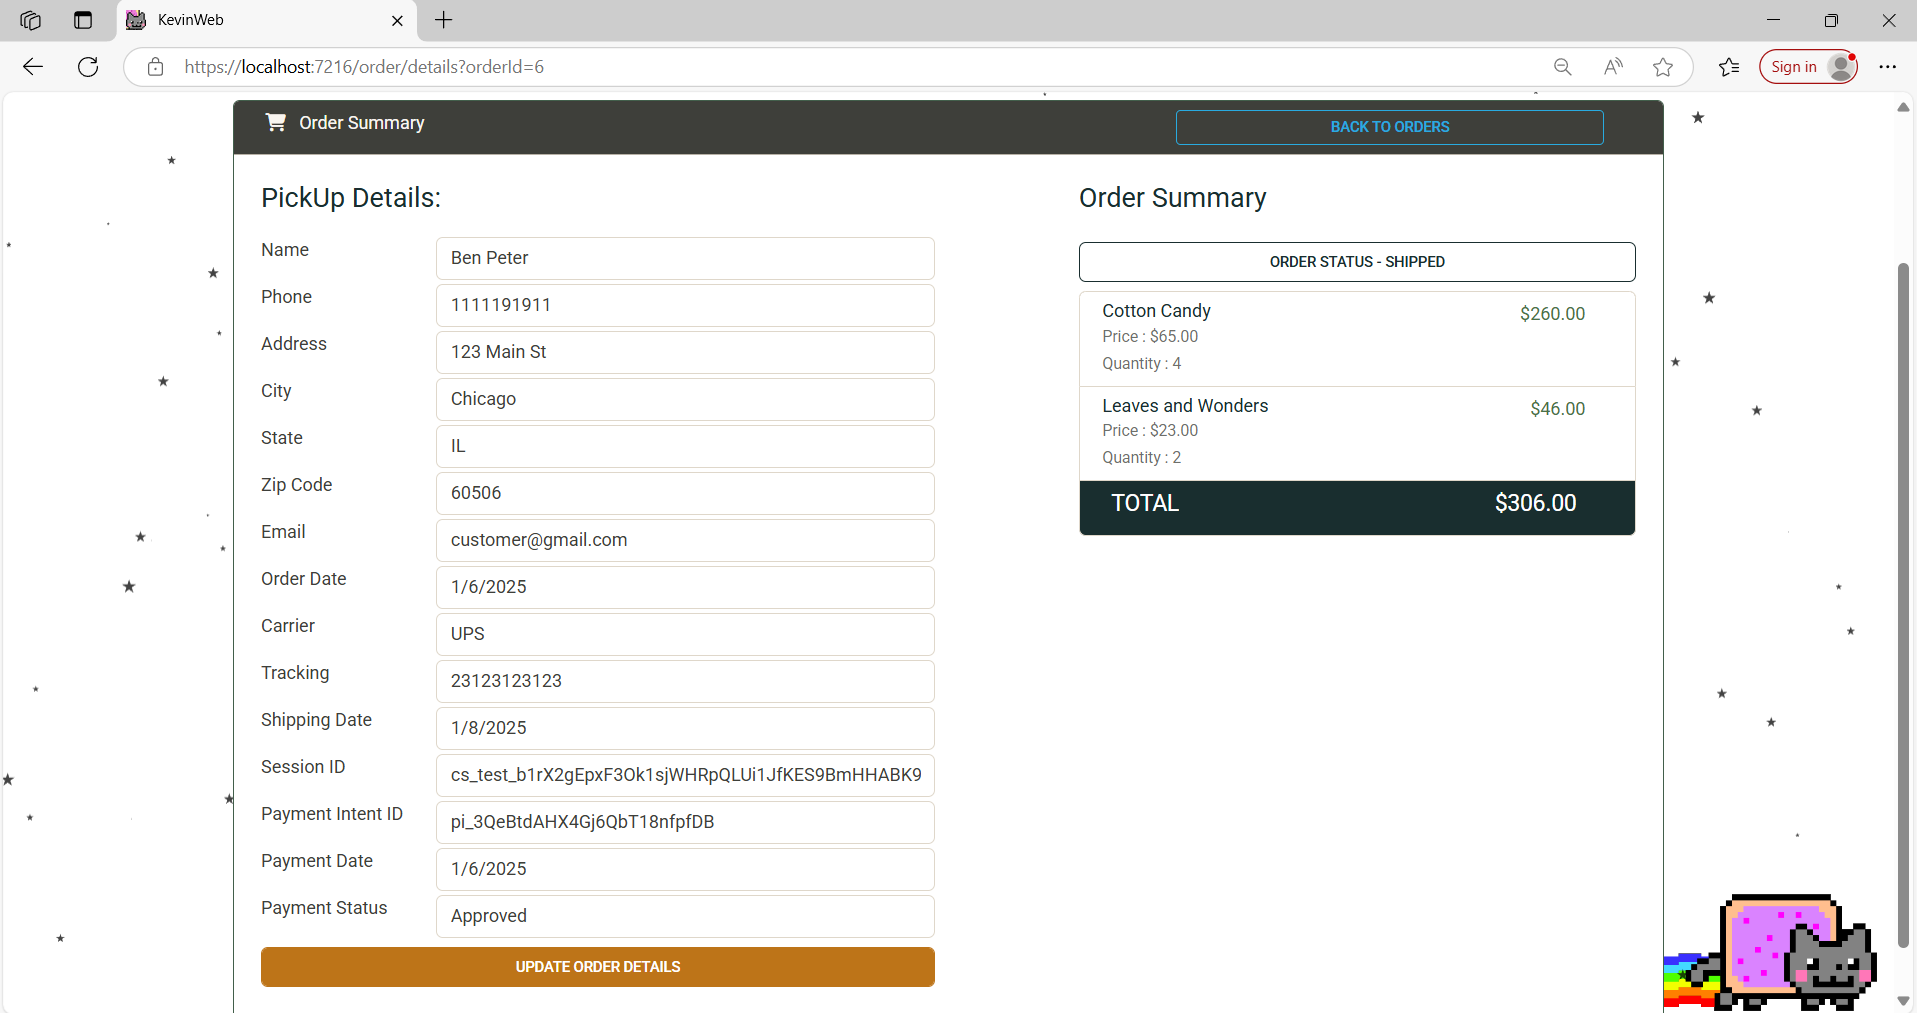 KevinWeb
https://localhost:7216/order/details?orderId=6
Sign in
Order Summary
BACK TO ORDERS
PickUp Details:
Name
Ben Peter
Phone
1111191911
Address
123 Main St
City
Chicago
State
IL
Zip Code
60506
Email
customer@gmail.com
Order Date
1/6/2025
Carrier
UPS
Tracking
23123123123
Shipping Date
1/8/2025
Session ID
cs_test_b1rX2gEpxF3Ok1sjWHRpQLUi1JfKES9BmHHABK9
Payment Intent ID
pi_3QeBtdAHX4Gj6QbT18nfpfDB
Payment Date
1/6/2025
Payment Status
Approved
UPDATE ORDER DETAILS
Order Summary
ORDER STATUS - SHIPPED
Cotton Candy
$260.00
Price : $65.00
Quantity : 4
Leaves and Wonders
$46.00
Price : $23.00
Quantity : 2
TOTAL
$306.00